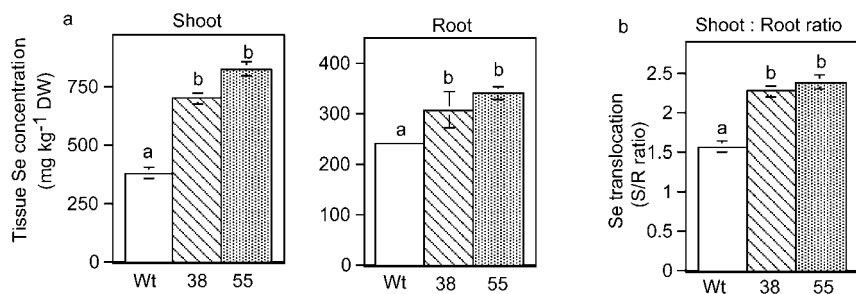 a
Shoot
Tissue Se concentration
(mg kg-1 DW)
750
500
250
0
a
b
b
Wt 38 55
Root
400
300
200
100
0
a
b
b
Wt 38 55
b
Shoot : Root ratio
Se translocation
(S/R ratio)
2.5
2
1.5
1
0.5
0
a
b
b
Wt 38 55